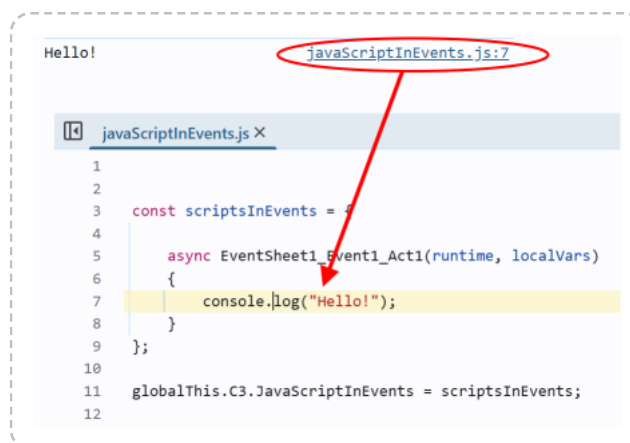 Hello! javaScriptInEvents.js:7
javaScriptInEvents.js ×
1
2
3 const scriptsInEvents = {
4
5 async EventSheet1_Event1_Act1(runtime, localVars)
6 {
7 console.log("Hello!");
8 }
9 };
10
11 globalThis.C3.JavaScriptInEvents = scriptsInEvents;
12